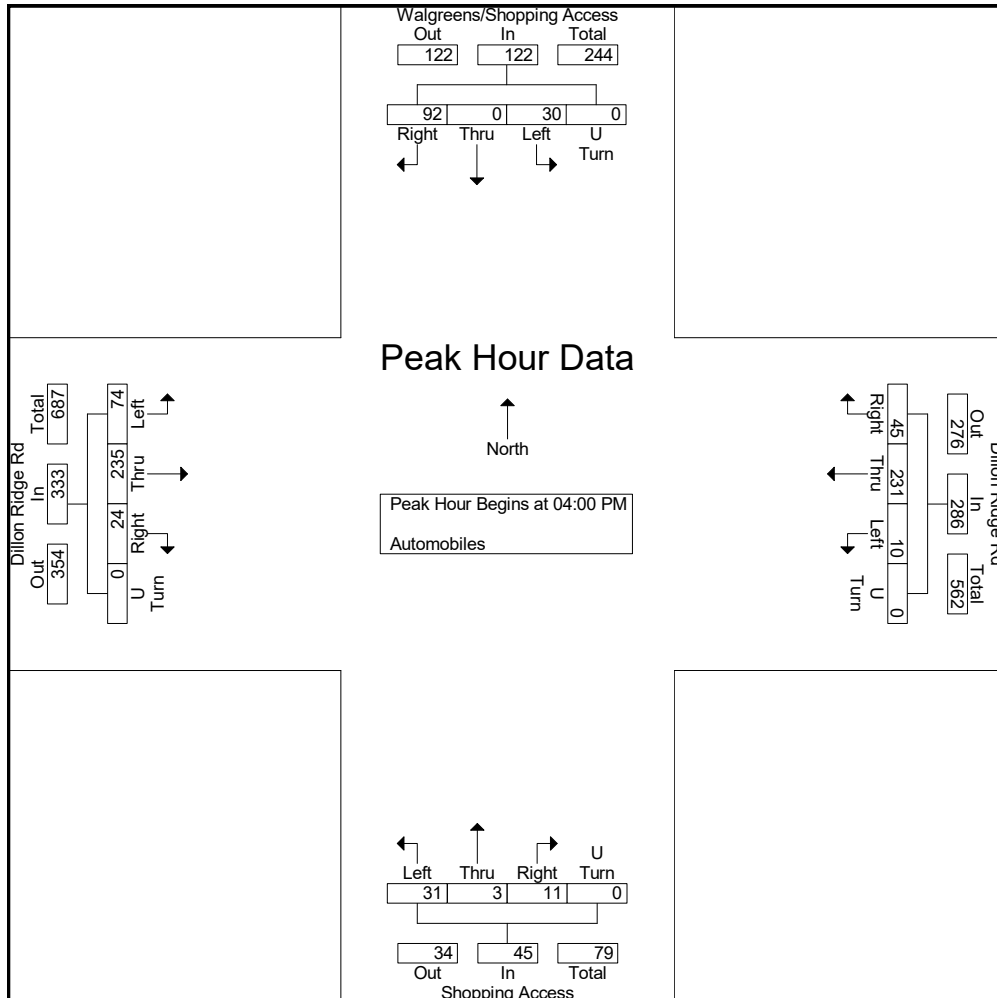 Walgreens/Shopping Access
Out In Total
122 122 244
92 0 30 0
Right Thru Left U
Turn
Peak Hour Data
North
Peak Hour Begins at 04:00 PM
Automobiles
Dillon Ridge Rd
Out In Total
354 333 687
Left Thru Right U
Turn
74 235 24 0
Dillon Ridge Rd
Out In Total
276 286 562
45 231 10 0
Right Thru Left U
Turn
U
Left Thru Right Turn
31 3 11 0
34 45 79
Out In Total
Shopping Access